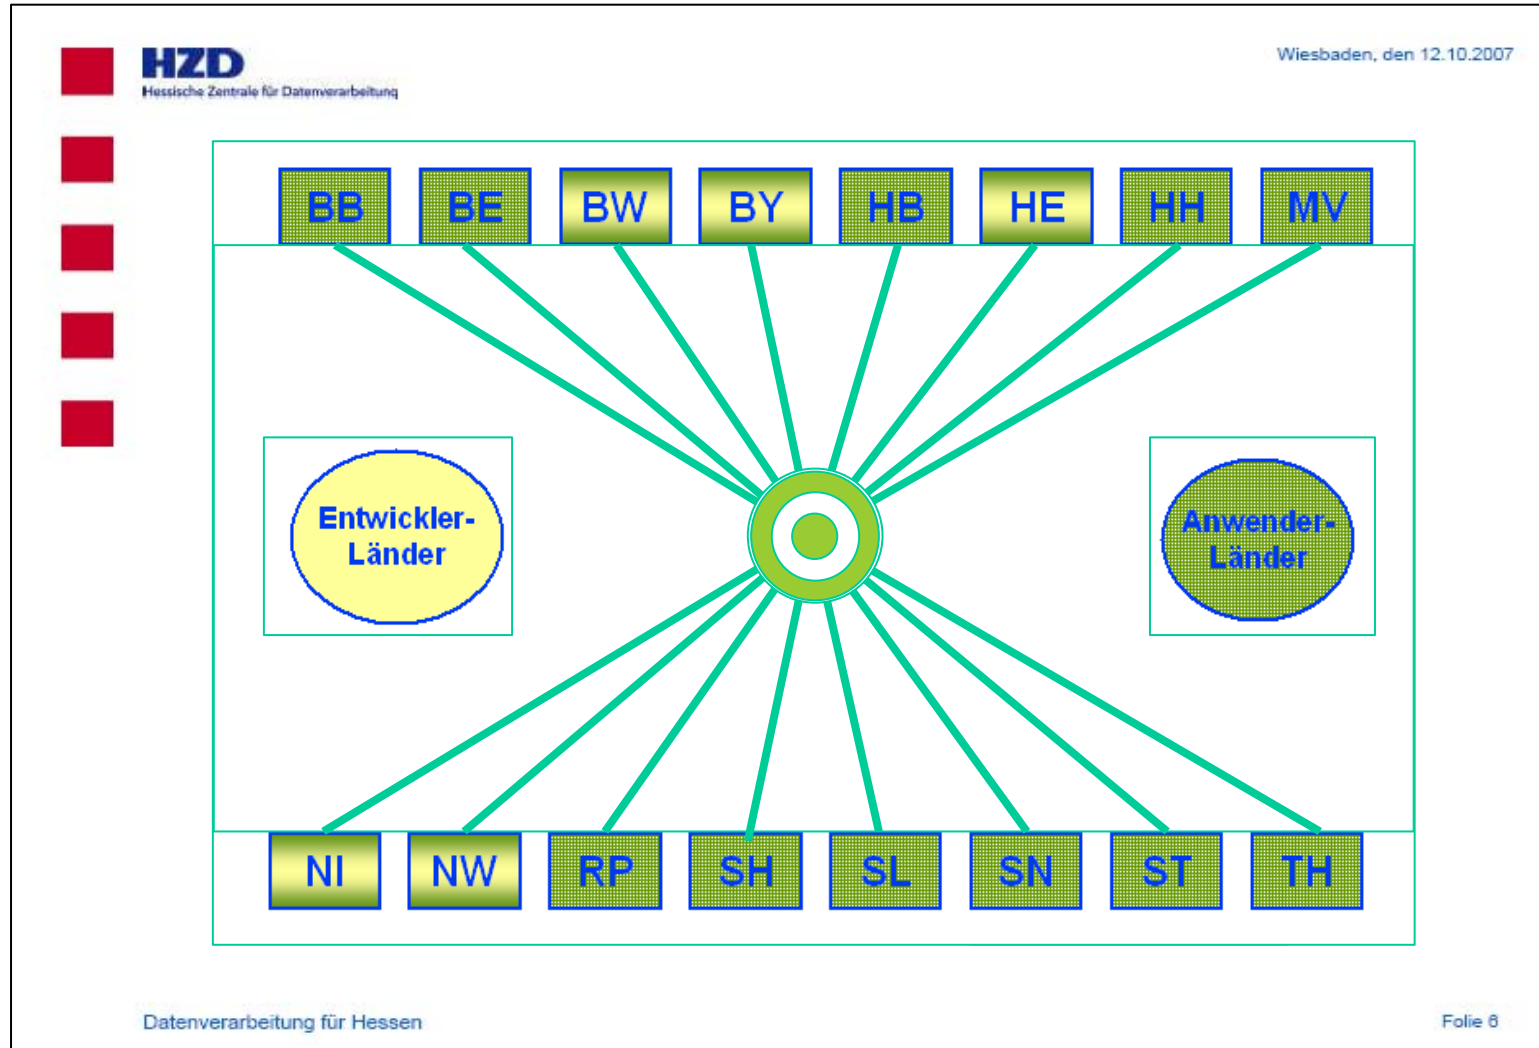 HZD
Hessische Zentrale für Datenverarbeitung
Wiesbaden, den 12.10.2007
BB BE BW BY HB HE HH MV
Entwickler-
Länder
Anwender-
Länder
NI NW RP SH SL SN ST TH
Datenverarbeitung für Hessen
Folie 6